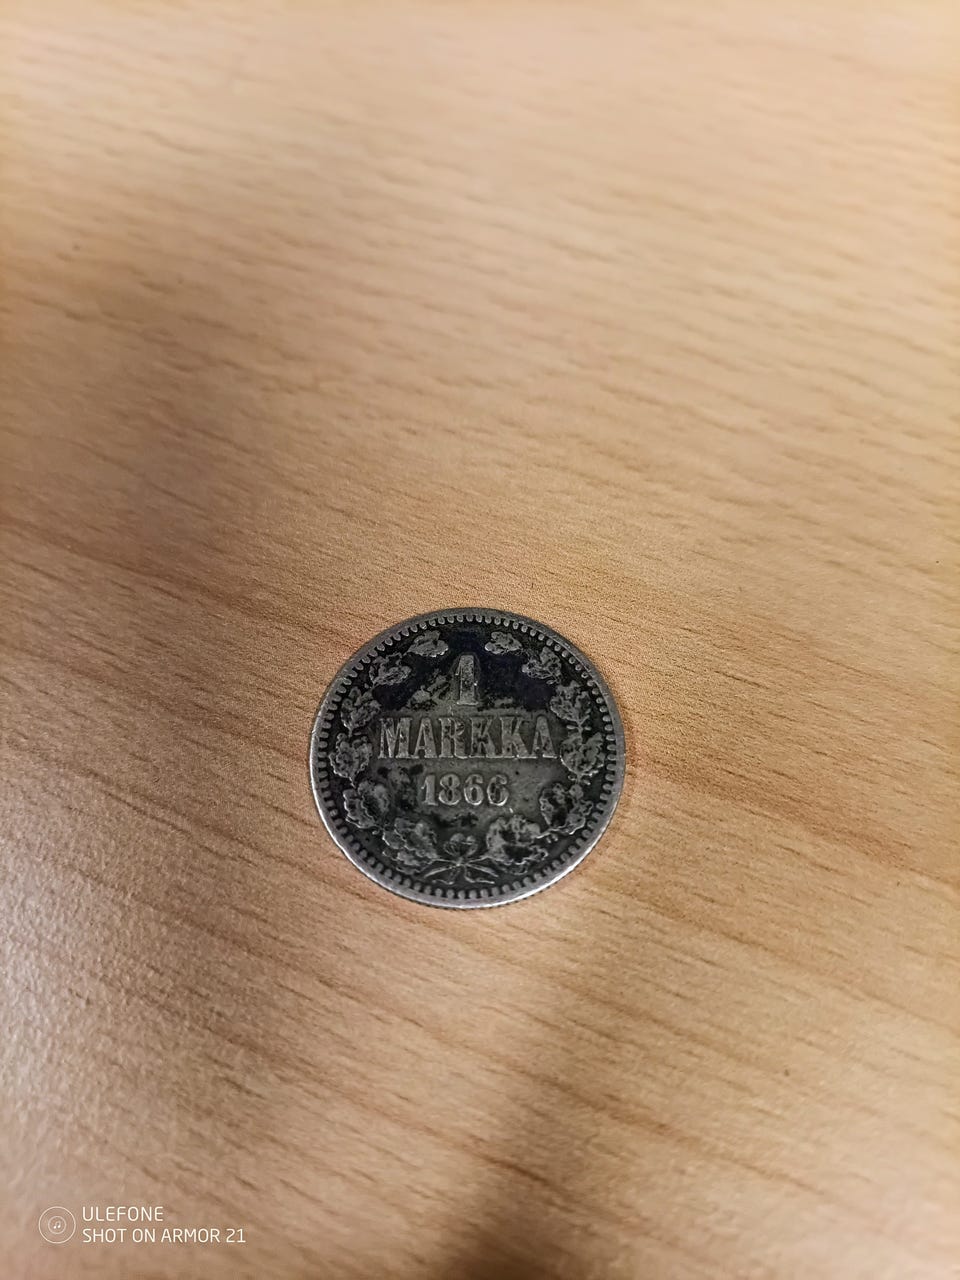 1
MARKKA
1866
ULEFONE
SHOT ON ARMOR 21